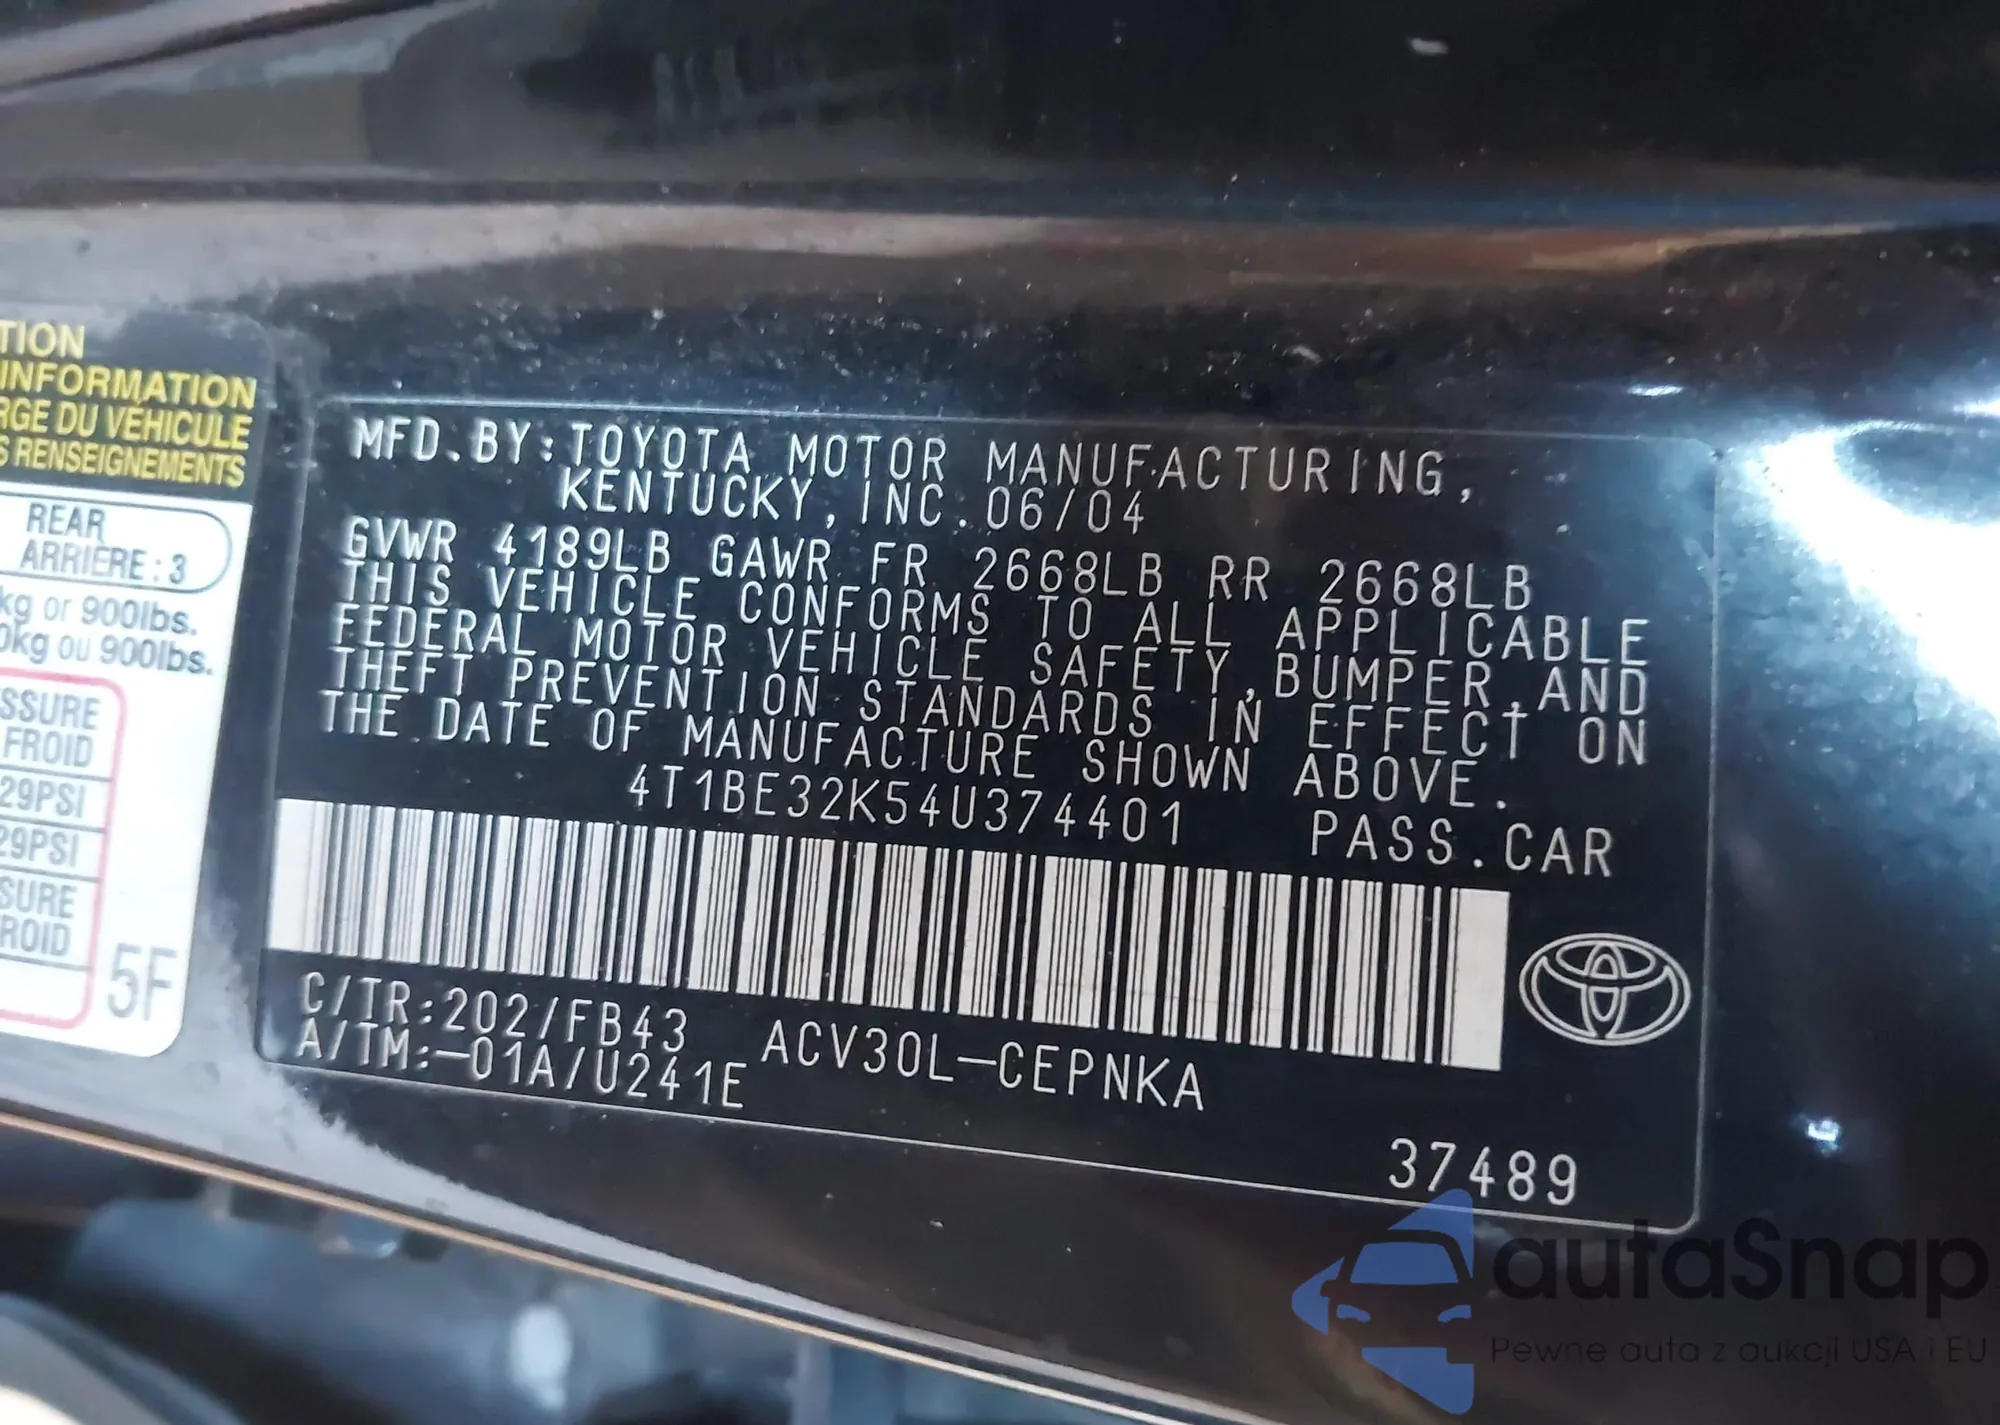 TION
INFORMATION
RGE DU VÉHICULE
S RENSEIGNEMENTS
REAR
ARRIÈRE : 3
kg or 900lbs.
0kg ou 900lbs.
SSURE
FROID
29PSI
29PSI
SURE
ROID
5F
MFD.BY:TOYOTA MOTOR MANUFACTURING,
KENTUCKY, INC. 06/04
GVWR 4189LB GAWR FR 2668LB RR 2668LB
THIS VEHICLE CONFORMS TO ALL APPLICABLE
FEDERAL MOTOR VEHICLE SAFETY, BUMPER, AND
THEFT PREVENTION STANDARDS IN EFFECT ON
THE DATE OF MANUFACTURE SHOWN ABOVE.
4T1BE32K54U374401 PASS.CAR
C/TR:202/FB43 ACV30L-CEPNKA
A/TM:-01A/U241E
37489
autaSnap
Pewne auta z aukcji USA i EU